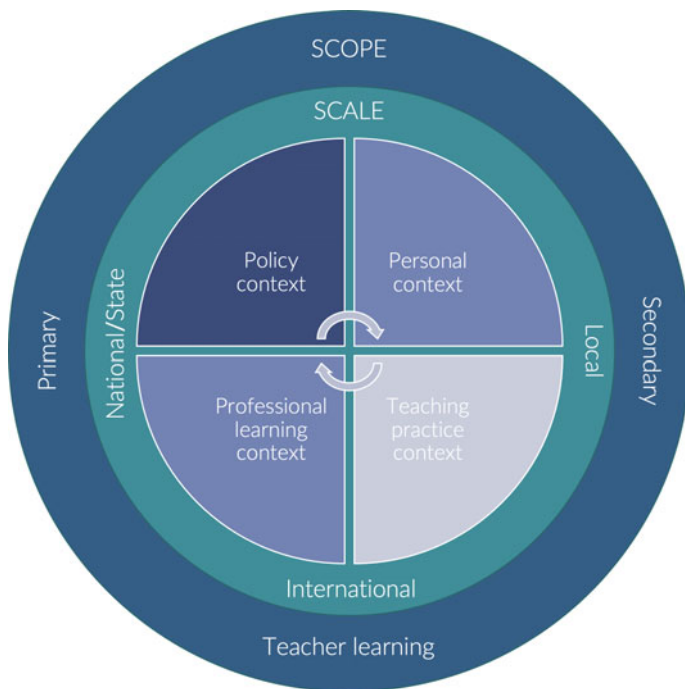 SCOPE
SCALE
Policy
context
Personal
context
Primary
National/State
Local
Secondary
Professional
learning
context
Teaching
practice
context
International
Teacher learning